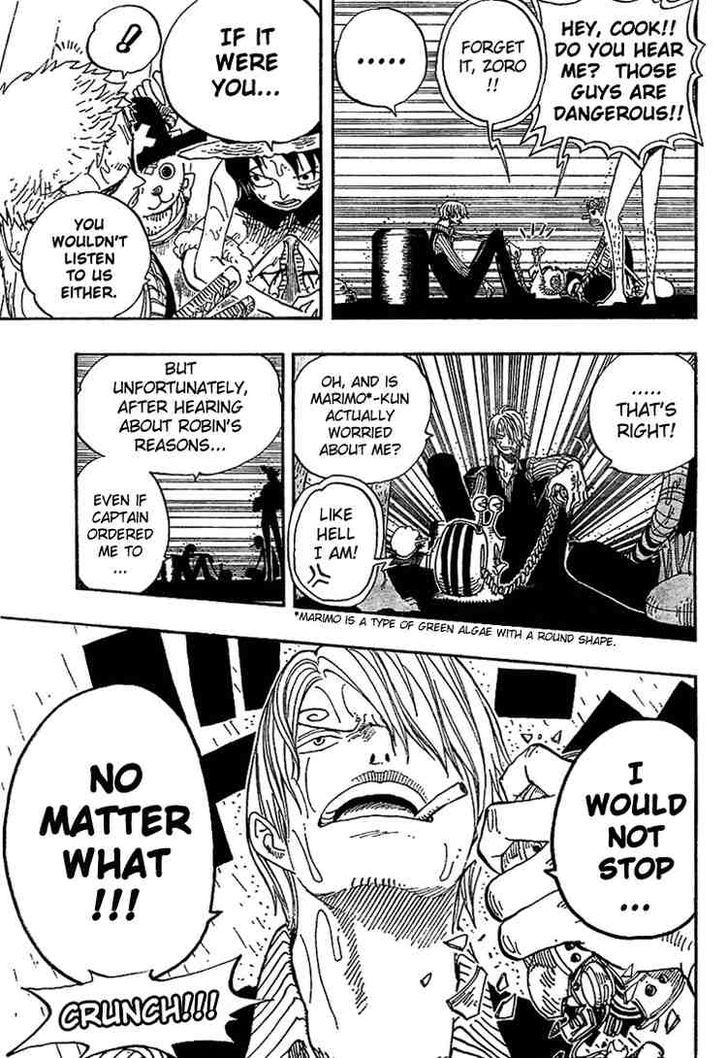 HEY, COOK!!
DO YOU HEAR
ME? THOSE
GUYS ARE
DANGEROUS!!
FORGET
IT, ZORO
!!
.....
IF IT
WERE
YOU...
!
YOU
WOULDN'T
LISTEN
TO US
EITHER.
.....
THAT'S
RIGHT!
OH, AND IS
MARIMO*-KUN
ACTUALLY
WORRIED
ABOUT ME?
LIKE
HELL
I AM!
*MARIMO IS A TYPE OF GREEN ALGAE WITH A ROUND SHAPE.
BUT
UNFORTUNATELY,
AFTER HEARING
ABOUT ROBIN'S
REASONS...
EVEN IF
CAPTAIN
ORDERED
ME TO
...
I
WOULD
NOT
STOP
...
NO
MATTER
WHAT
!!!
CRUNCH!!!